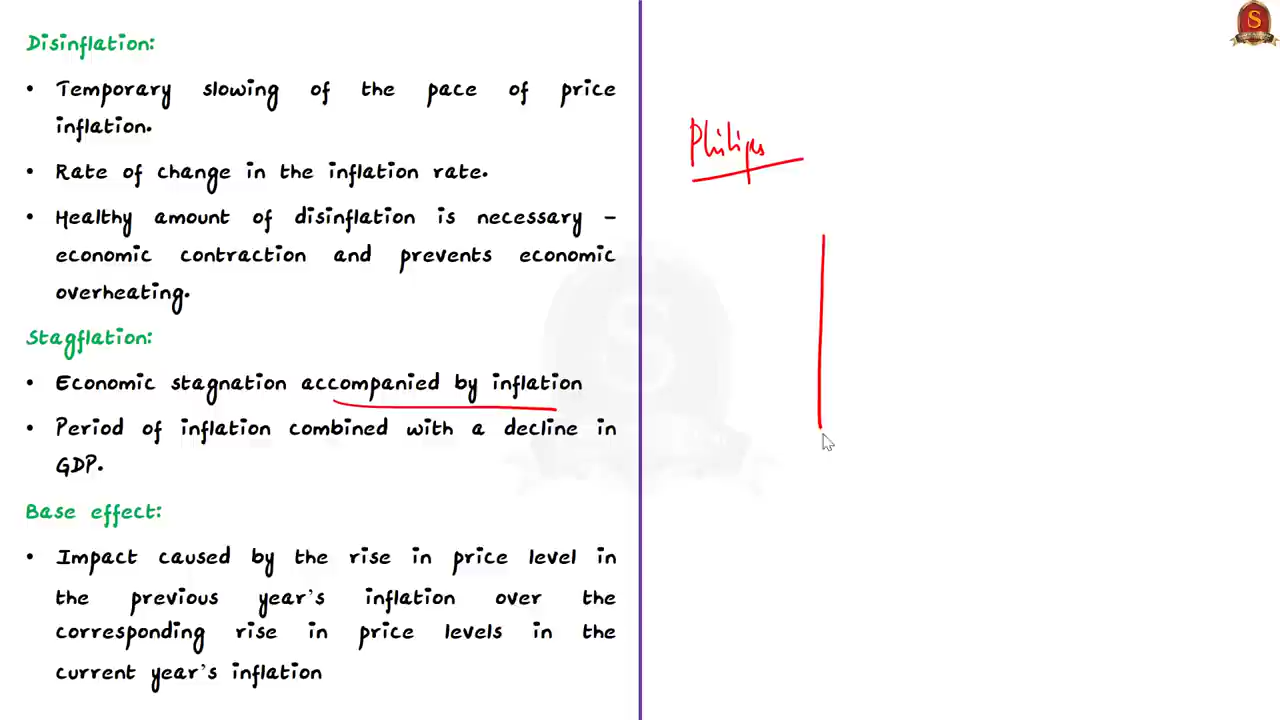 Disinflation:
• Temporary slowing of the pace of price
inflation.
• Rate of change in the inflation rate.
• Healthy amount of disinflation is necessary –
economic contraction and prevents economic
overheating.
Stagflation:
• Economic stagnation accompanied by inflation
• Period of inflation combined with a decline in
GDP.
Base effect:
• Impact caused by the rise in price level in
the previous year's inflation over the
corresponding rise in price levels in the
current year's inflation
Philips
S